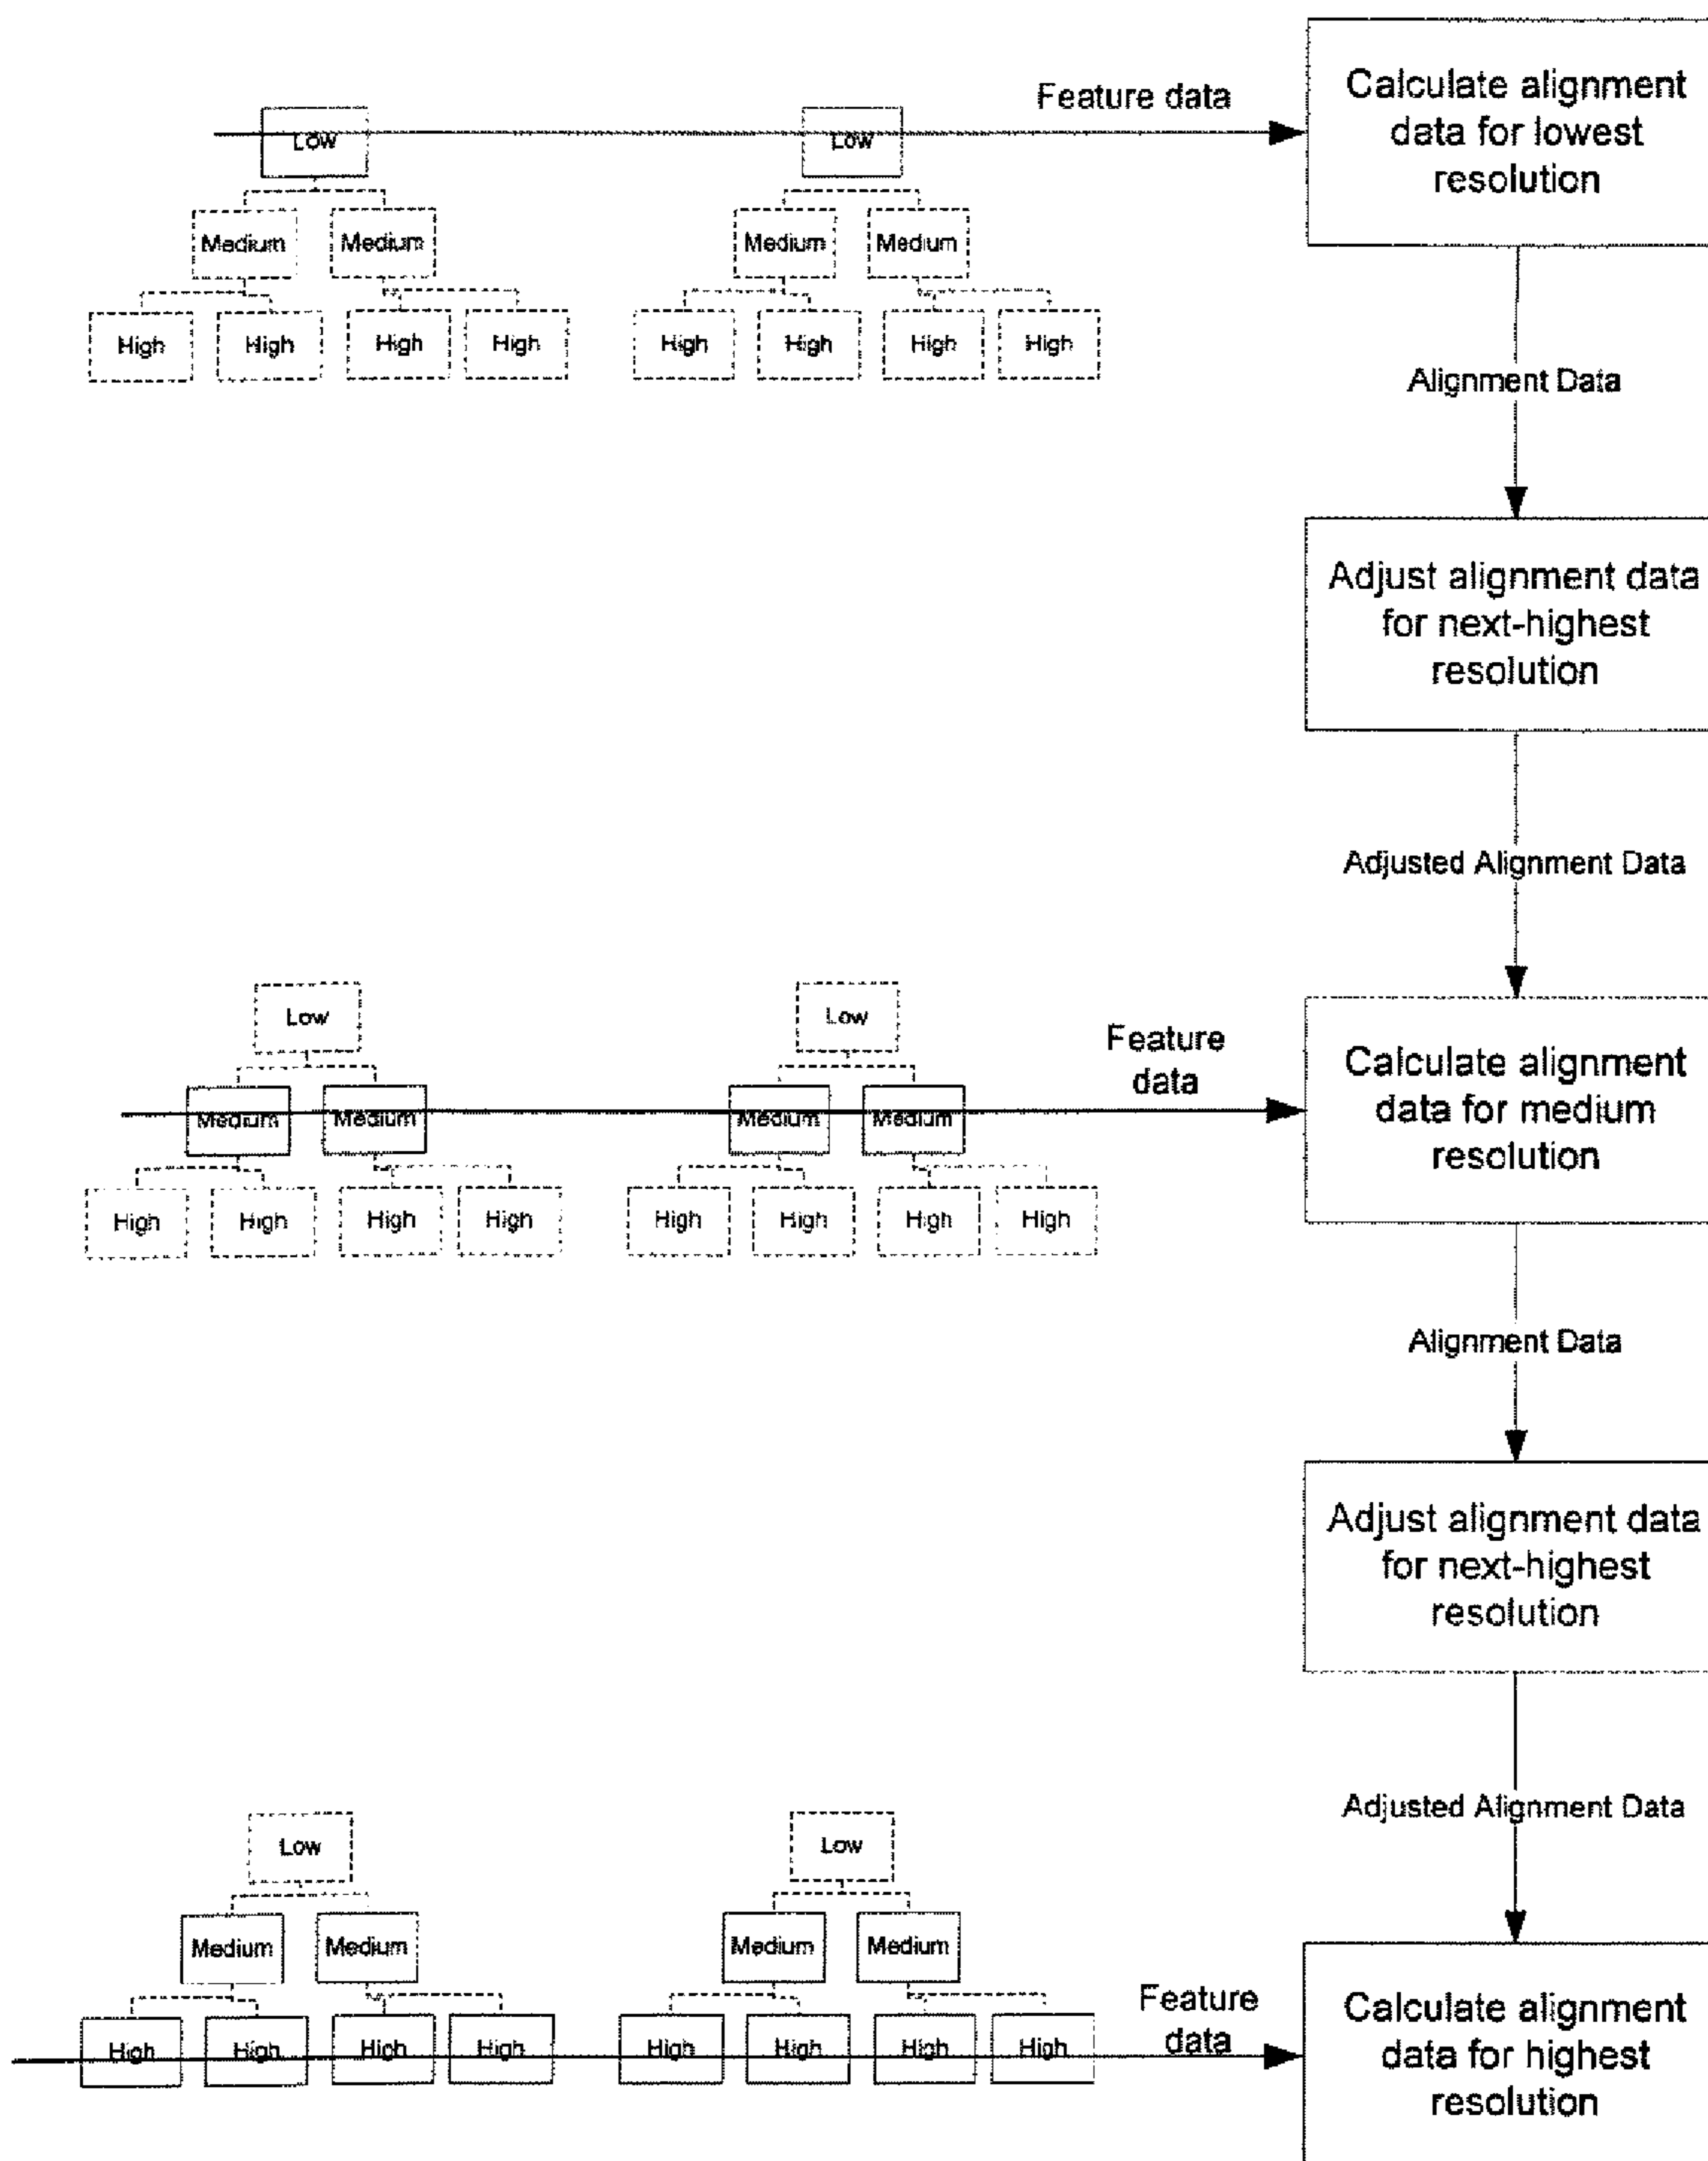 Feature data
Calculate alignment
data for lowest
resolution
Low Low
Medium Medium Medium Medium
High High High High High High High High
Alignment Data
Adjust alignment data
for next-highest
resolution
Adjusted Alignment Data
Low Low
Feature
data
Calculate alignment
data for medium
resolution
Medium Medium Medium Medium
High High High High High High High High
Alignment Data
Adjust alignment data
for next-highest
resolution
Adjusted Alignment Data
Low Low
Medium Medium Medium Medium
Feature
data
Calculate alignment
data for highest
resolution
High High High High High High High High